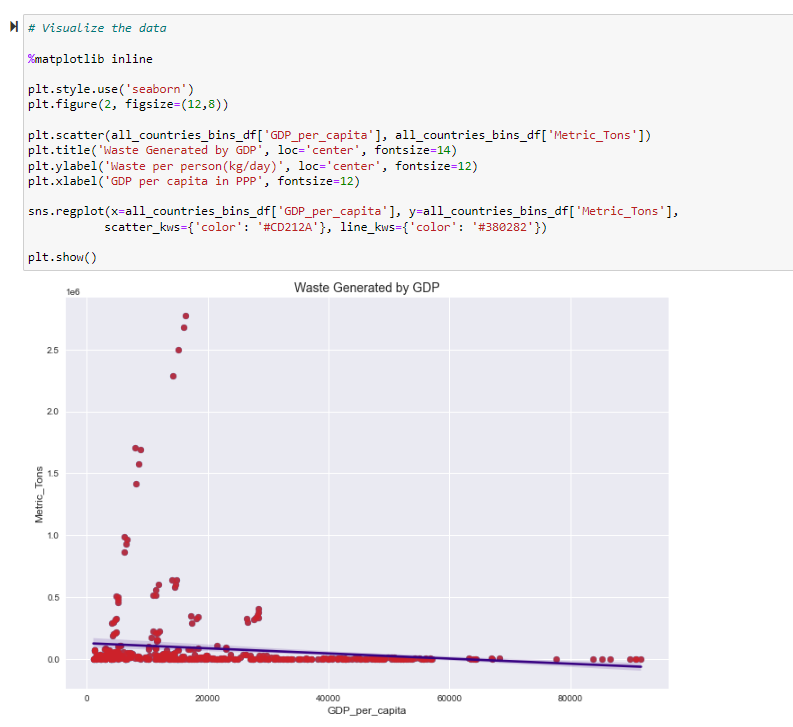 # Visualize the data
%matplotlib inline
plt.style.use('seaborn')
plt.figure(2, figsize=(12,8))
plt.scatter(all_countries_bins_df['GDP_per_capita'], all_countries_bins_df['Metric_Tons'])
plt.title('Waste Generated by GDP', loc='center', fontsize=14)
plt.ylabel('Waste per person(kg/day)', loc='center', fontsize=12)
plt.xlabel('GDP per capita in PPP', fontsize=12)
sns.regplot(x=all_countries_bins_df['GDP_per_capita'], y=all_countries_bins_df['Metric_Tons'],
scatter_kws={'color': '#CD212A'}, line_kws={'color': '#380282'})
plt.show()
Waste Generated by GDP
1e6
2.5
2.0
1.5
1.0
0.5
0.0
Metric_Tons
0 20000 40000 60000 80000
GDP_per_capita